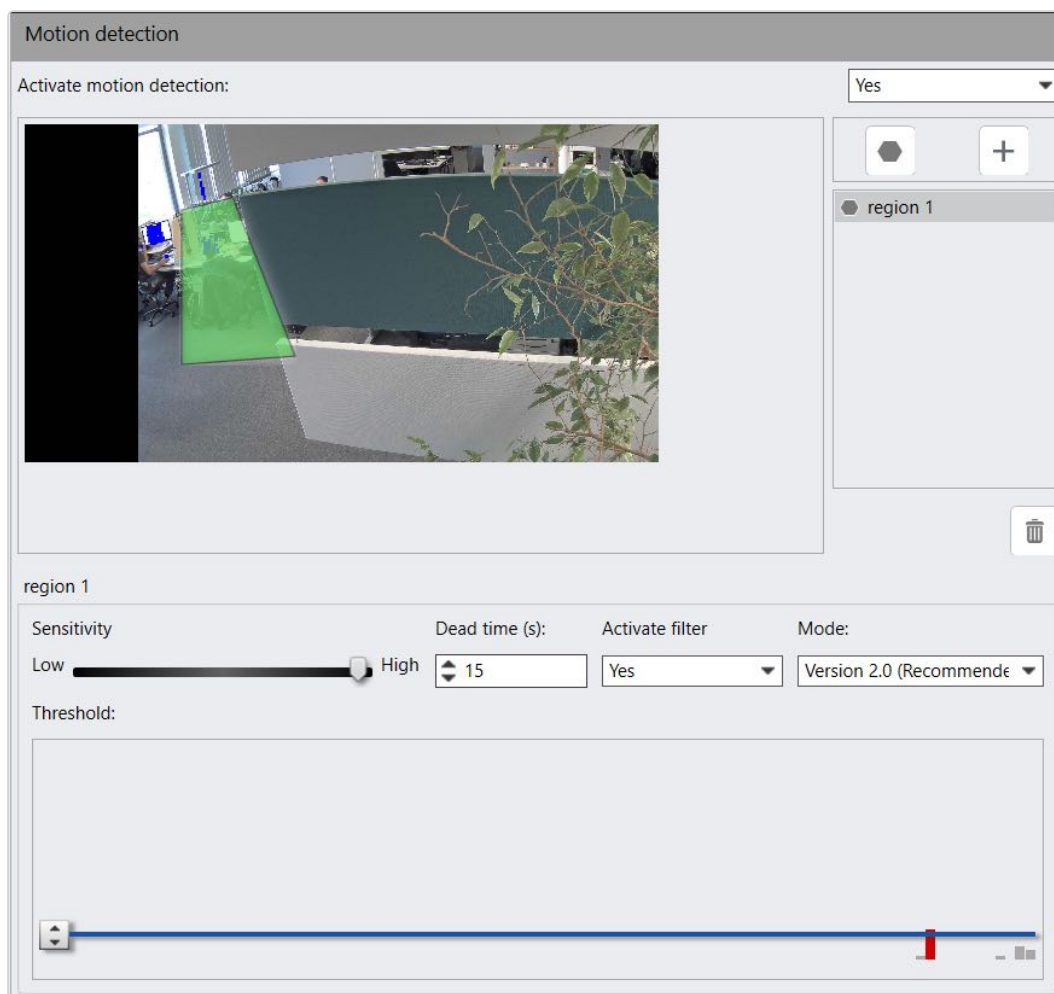 Motion detection
Activate motion detection:
Yes
region 1
region 1
Sensitivity
Dead time (s):
Activate filter
Mode:
Low
High
15
Yes
Version 2.0 (Recommende
Threshold: